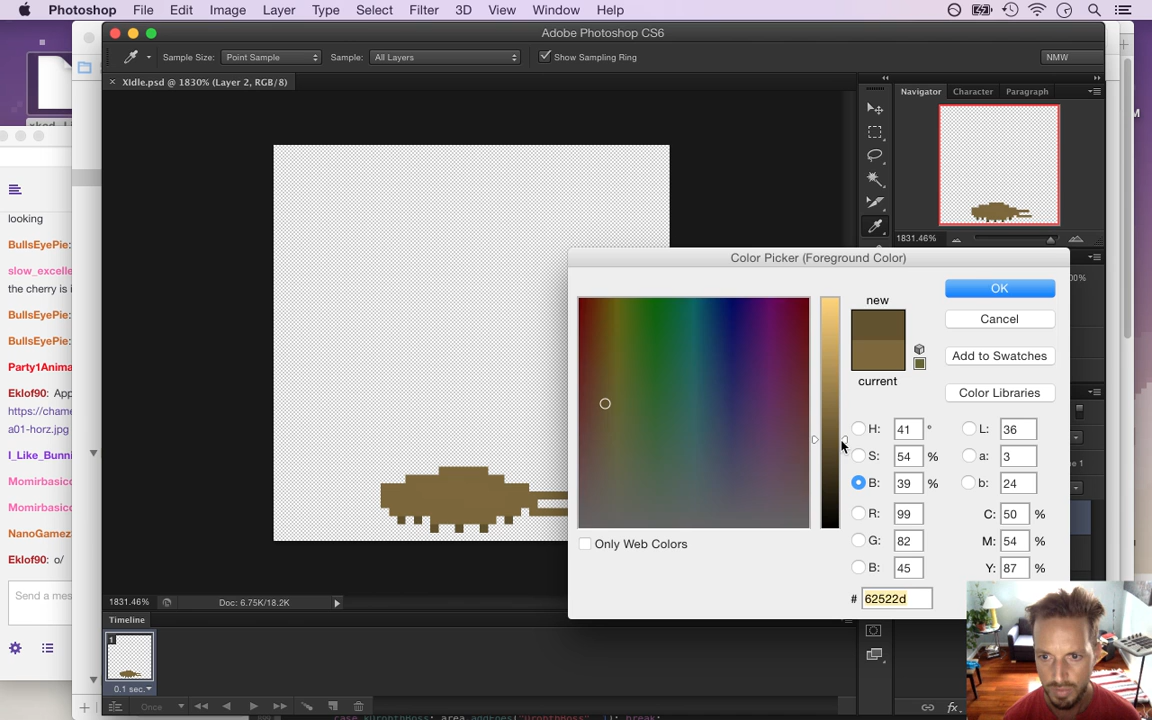 Photoshop File Edit Image Layer Type Select Filter 3D View Window Help
Adobe Photoshop CS6
Sample Size: Point Sample Sample: All Layers Show Sampling Ring NMW
× XIdle.psd @ 1830% (Layer 2, RGB/8)
Navigator Character Paragraph
1831.46%
looking
BullsEyePie:
slow_excelle
the cherry is i
BullsEyePie:
BullsEyePie:
Party1Anima
Eklof90: App
https://chame
a01-horz.jpg
I_Like_Bunni
Momirbasico
Momirbasico
NanoGamez
Eklof90: o/
Send a mes
Color Picker (Foreground Color)
new
current
OK
Cancel
Add to Swatches
Color Libraries
H: 41 °
S: 54 %
B: 39 %
R: 99
G: 82
B: 45
# 62522d
L: 36
a: 3
b: 24
C: 50 %
M: 54 %
Y: 87 %
Only Web Colors
1831.46% Doc: 6.75K/18.2K
Timeline
1
0.1 sec.
Once
fx